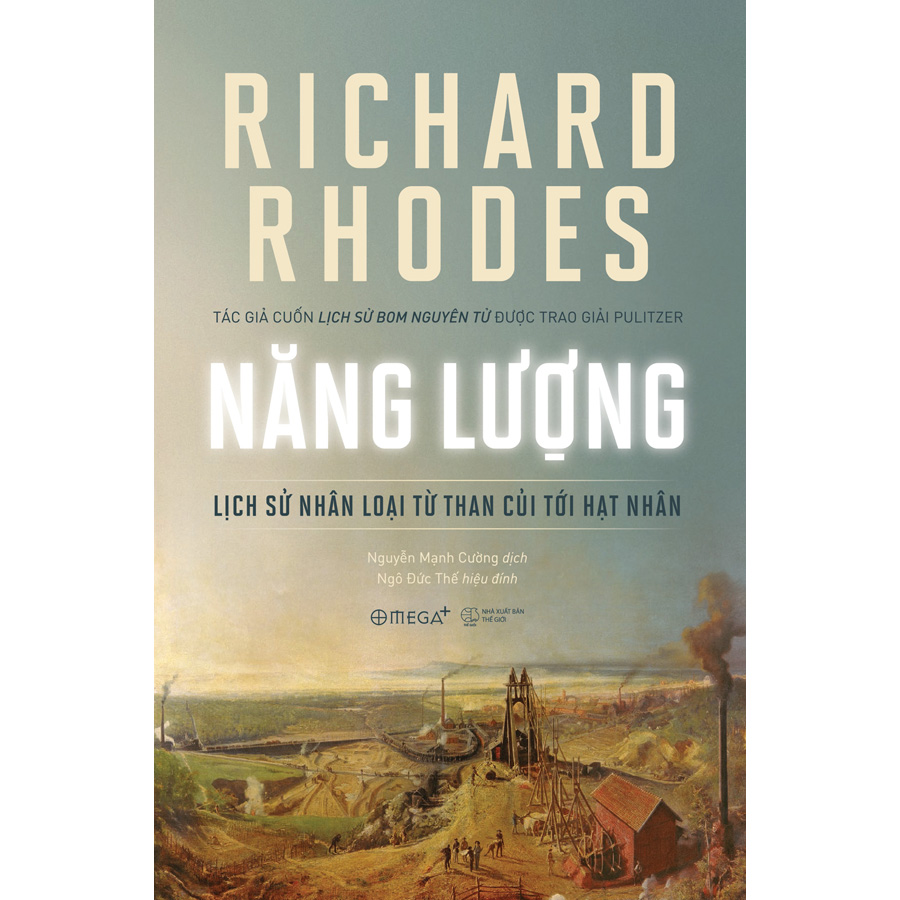 RICHARD
RHODES
TÁC GIẢ CUỐN LỊCH SỬ BOM NGUYÊN TỬ ĐƯỢC TRAO GIẢI PULITZER
NĂNG LƯỢNG
LỊCH SỬ NHÂN LOẠI TỪ THAN CỦI TỚI HẠT NHÂN
Nguyễn Mạnh Cường dịch
Ngô Đức Thế hiệu đính
OMEGA+
NHÀ XUẤT BẢN
THẾ GIỚI
THẾ GIỚI